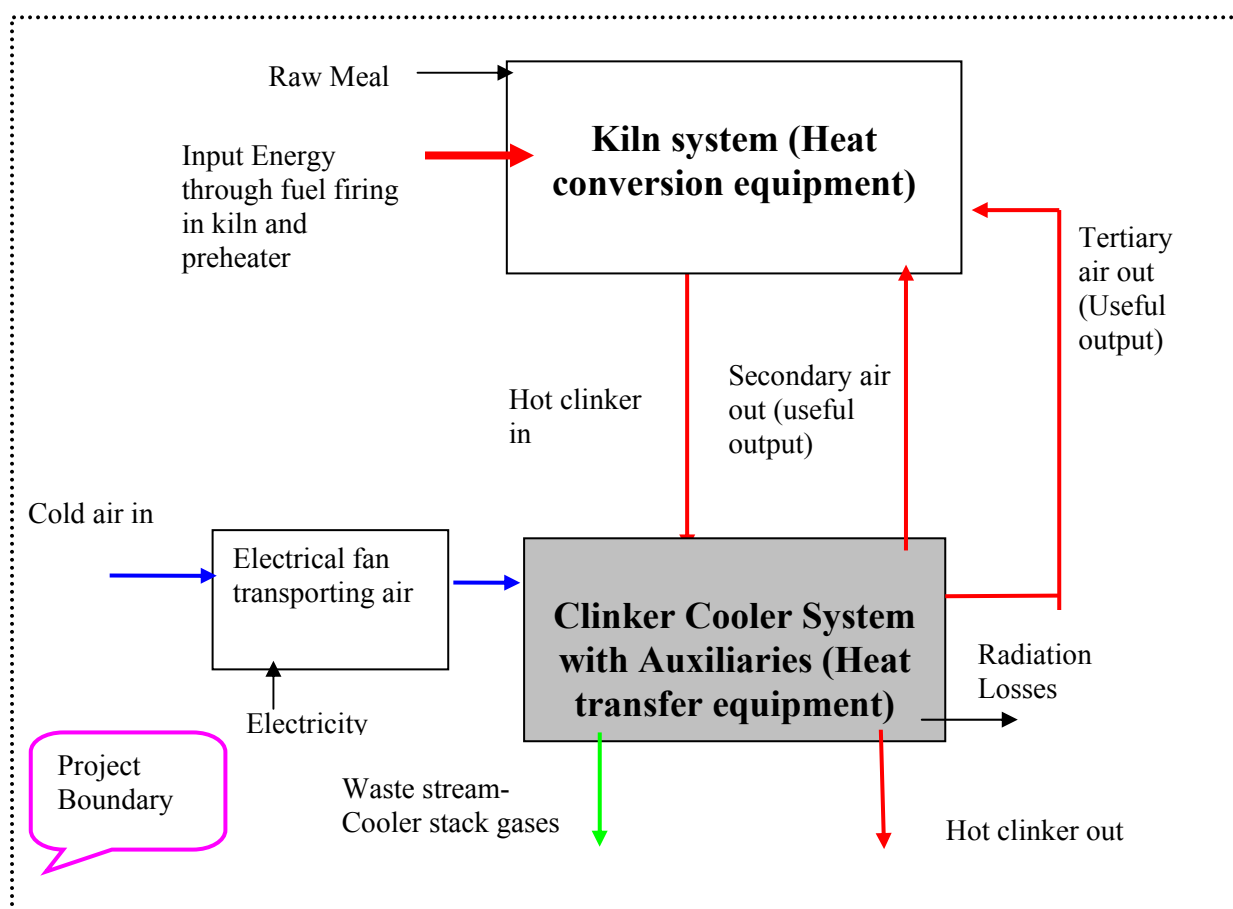 Raw Meal
Kiln system (Heat
conversion equipment)
Input Energy
through fuel firing
in kiln and
preheater
Tertiary
air out
(Useful
output)
Hot clinker
in
Secondary air
out (useful
output)
Cold air in
Electrical fan
transporting air
Clinker Cooler System
with Auxiliaries (Heat
transfer equipment)
Radiation
Losses
Electricity
Project
Boundary
Waste stream-
Cooler stack gases
Hot clinker out